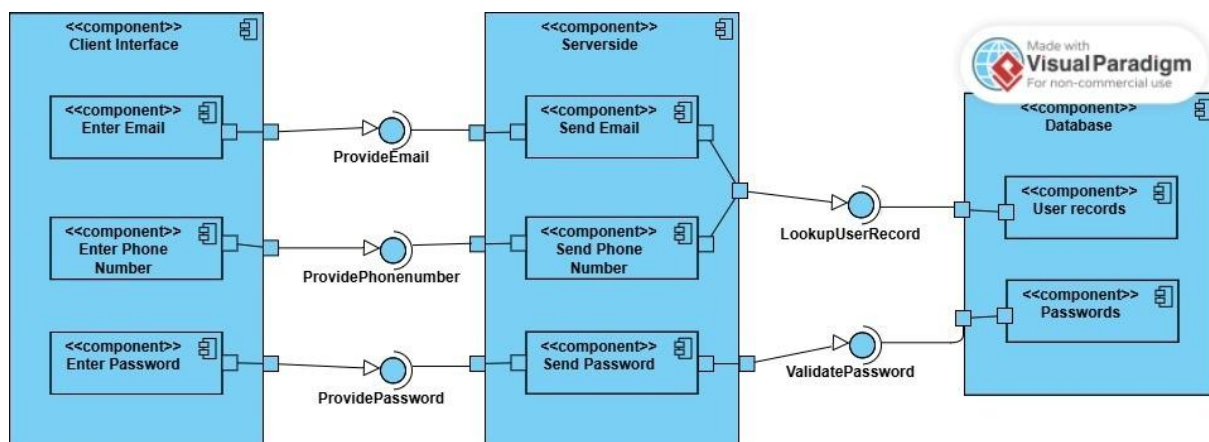 <<component>>
Client Interface
<<component>>
Enter Email
<<component>>
Enter Phone
Number
<<component>>
Enter Password
ProvideEmail
ProvidePhonenumber
ProvidePassword
<<component>>
Serverside
<<component>>
Send Email
<<component>>
Send Phone
Number
<<component>>
Send Password
LookupUserRecord
ValidatePassword
Made with
VisualParadigm
For non-commercial use
<<component>>
Database
<<component>>
User records
<<component>>
Passwords